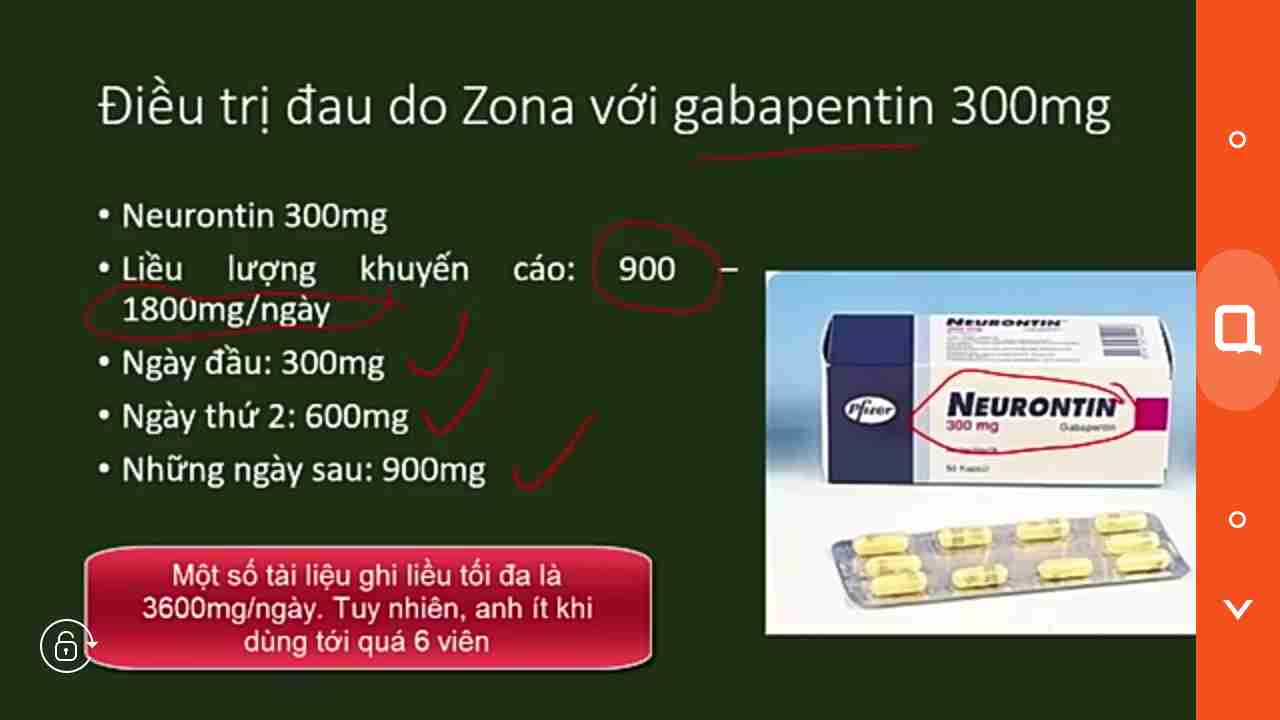 Điều trị đau do Zona với gabapentin 300mg
• Neurontin 300mg
• Liều lượng khuyến cáo: 900 –
1800mg/ngày
• Ngày đầu: 300mg
• Ngày thứ 2: 600mg
• Những ngày sau: 900mg
Một số tài liệu ghi liều tối đa là
3600mg/ngày. Tuy nhiên, anh ít khi
dùng tới quá 6 viên
NEURONTIN
Pfizer
NEURONTIN
300 mg
Gabapentin